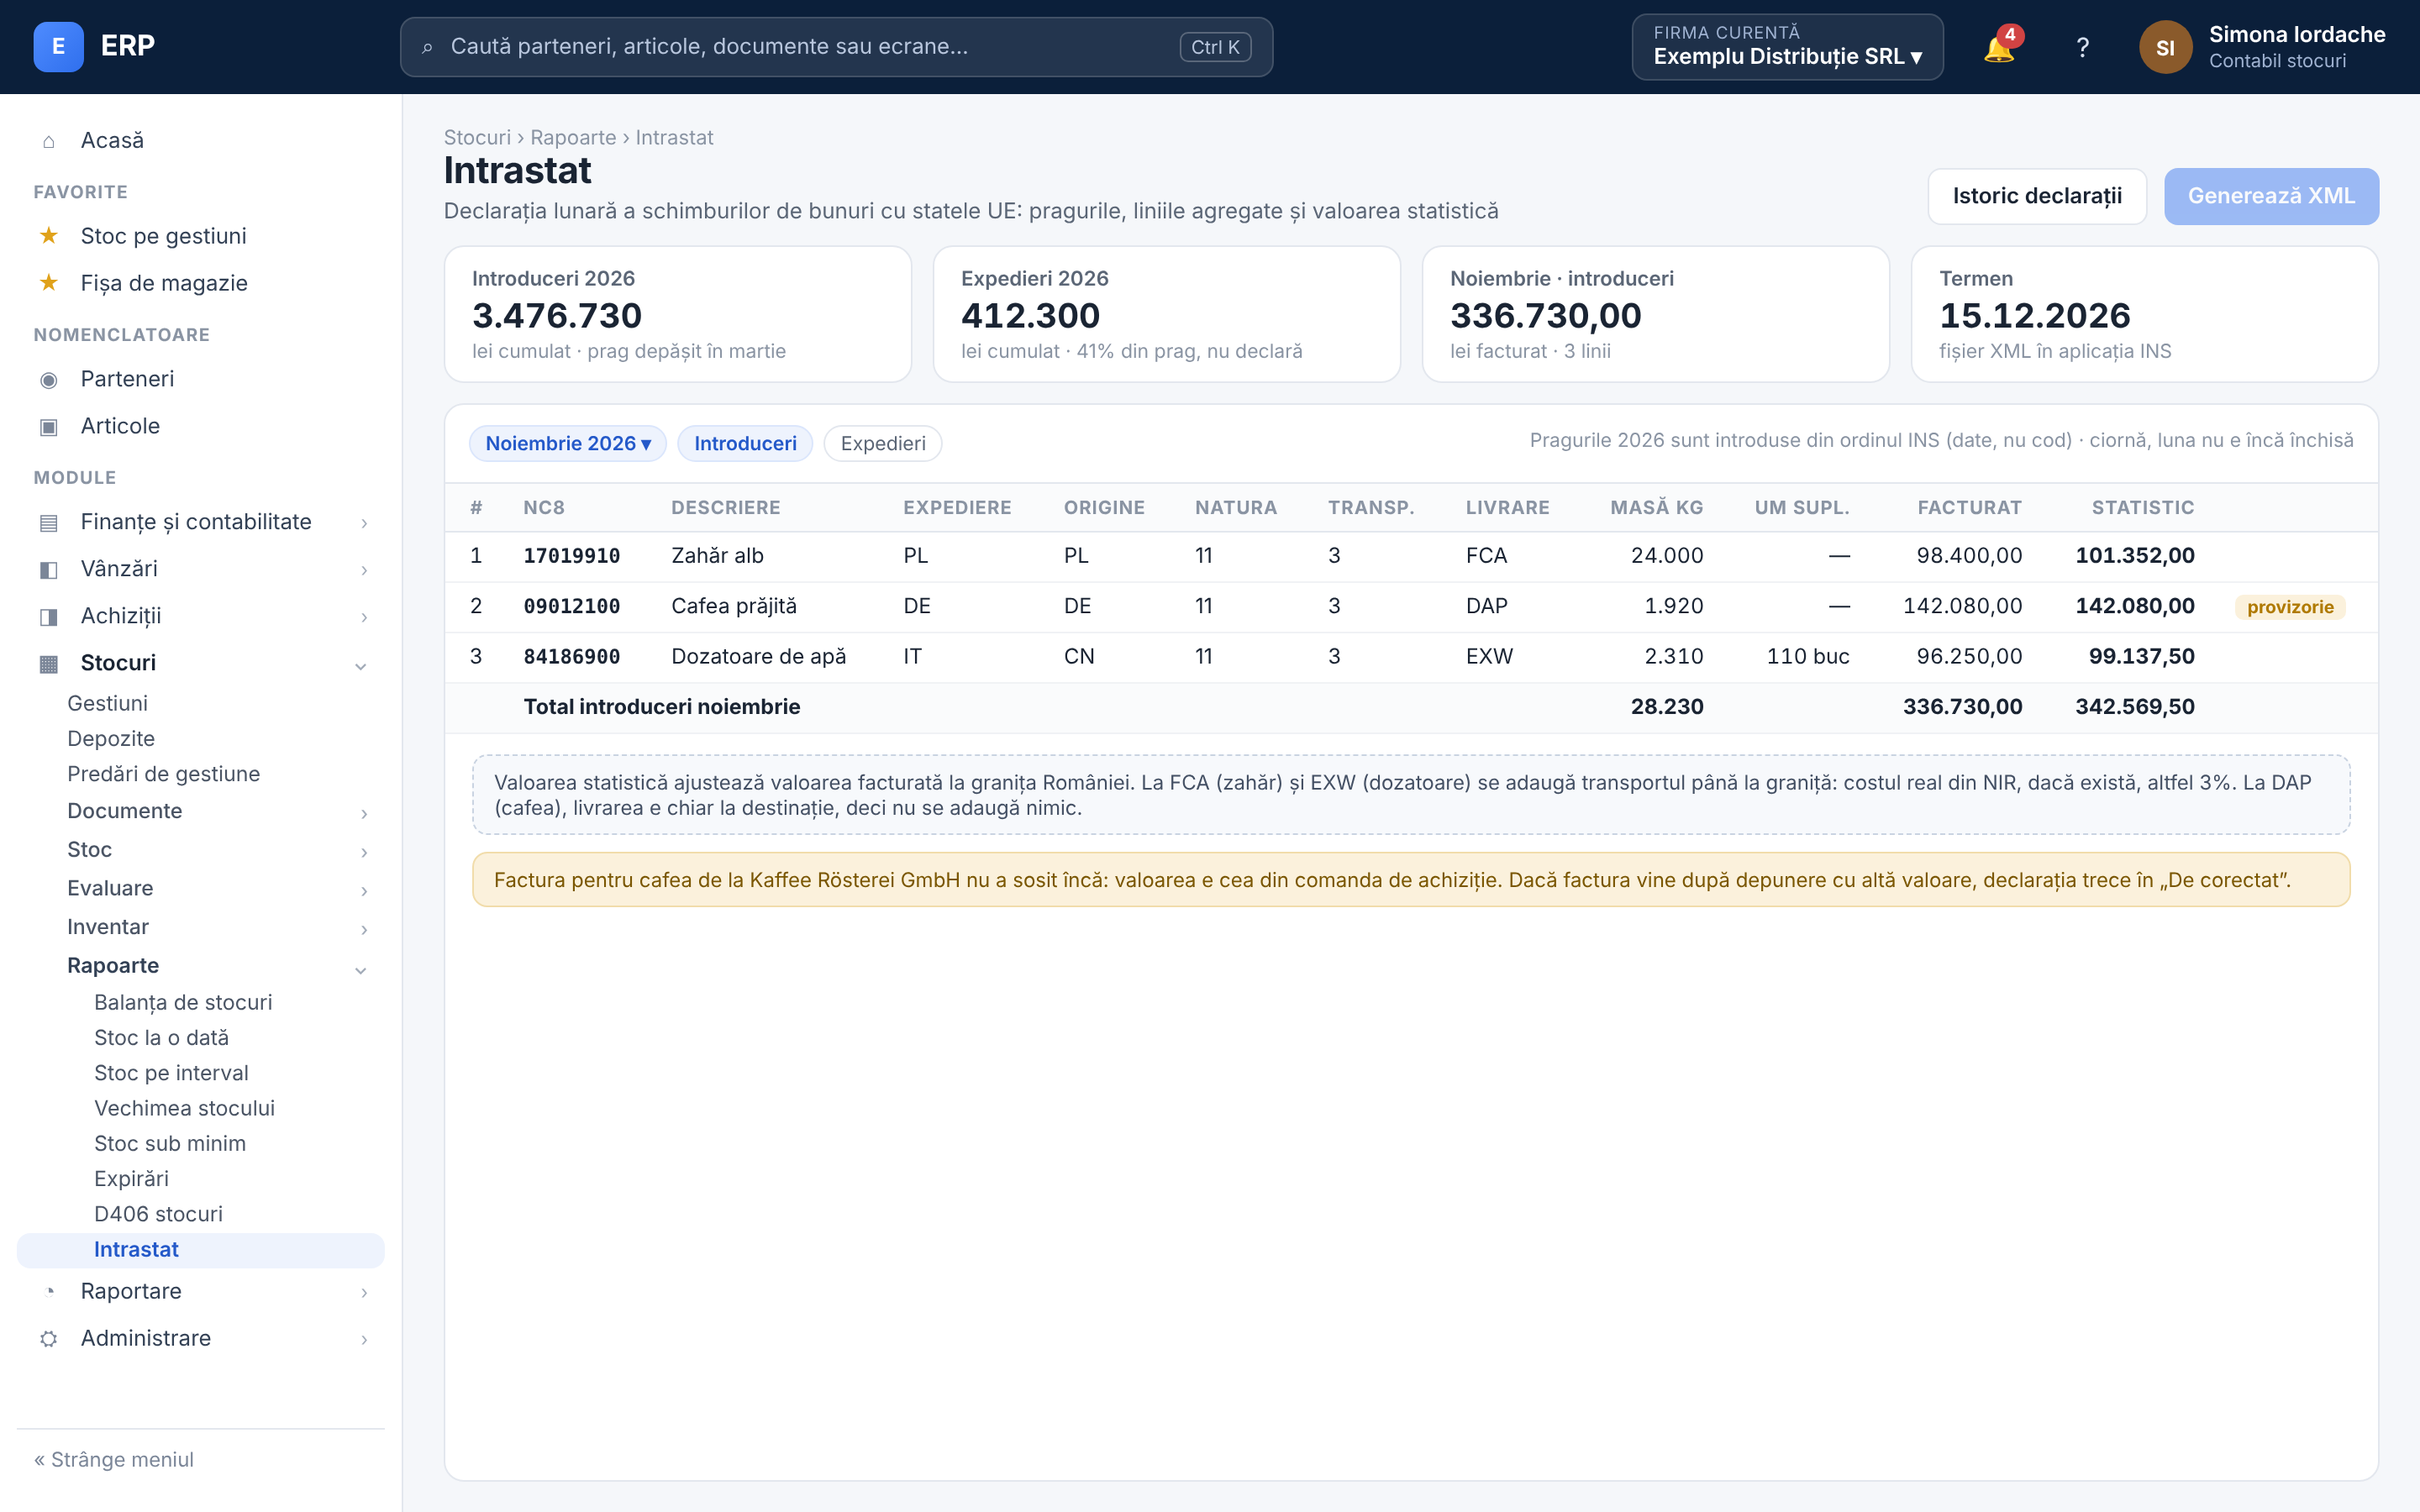 E ERP
Caută parteneri, articole, documente sau ecrane... Ctrl K
FIRMA CURENTĂ
Exemplu Distribuție SRL ▾
4
?
SI
Simona Iordache
Contabil stocuri
Acasă
FAVORITE
★ Stoc pe gestiuni
★ Fișa de magazie
NOMENCLATOARE
Parteneri
Articole
MODULE
Finanțe și contabilitate ›
Vânzări ›
Achiziții ›
Stocuri
Gestiuni
Depozite
Predări de gestiune
Documente ›
Stoc ›
Evaluare ›
Inventar ›
Rapoarte
Balanța de stocuri
Stoc la o dată
Stoc pe interval
Vechimea stocului
Stoc sub minim
Expirări
D406 stocuri
Intrastat
Raportare ›
Administrare ›
« Strânge meniul
Stocuri › Rapoarte › Intrastat
Intrastat
Declarația lunară a schimburilor de bunuri cu statele UE: pragurile, liniile agregate și valoarea statistică
Istoric declarații
Generează XML
Introduceri 2026
3.476.730
lei cumulat · prag depășit în martie
Expedieri 2026
412.300
lei cumulat · 41% din prag, nu declară
Noiembrie · introduceri
336.730,00
lei facturat · 3 linii
Termen
15.12.2026
fișier XML în aplicația INS
Noiembrie 2026 ▾ Introduceri Expedieri
Pragurile 2026 sunt introduse din ordinul INS (date, nu cod) · ciornă, luna nu e încă închisă
# NC8 DESCRIERE EXPEDIERE ORIGINE NATURA TRANSP. LIVRARE MASĂ KG UM SUPL. FACTURAT STATISTIC
1 17019910 Zahăr alb PL PL 11 3 FCA 24.000 — 98.400,00 101.352,00
2 09012100 Cafea prăjită DE DE 11 3 DAP 1.920 — 142.080,00 142.080,00 provizorie
3 84186900 Dozatoare de apă IT CN 11 3 EXW 2.310 110 buc 96.250,00 99.137,50
Total introduceri noiembrie 28.230 336.730,00 342.569,50
Valoarea statistică ajustează valoarea facturată la granița României. La FCA (zahăr) și EXW (dozatoare) se adaugă transportul până la graniță: costul real din NIR, dacă există, altfel 3%. La DAP
(cafea), livrarea e chiar la destinație, deci nu se adaugă nimic.
Factura pentru cafea de la Kaffee Rösterei GmbH nu a sosit încă: valoarea e cea din comanda de achiziție. Dacă factura vine după depunere cu altă valoare, declarația trece în „De corectat”.